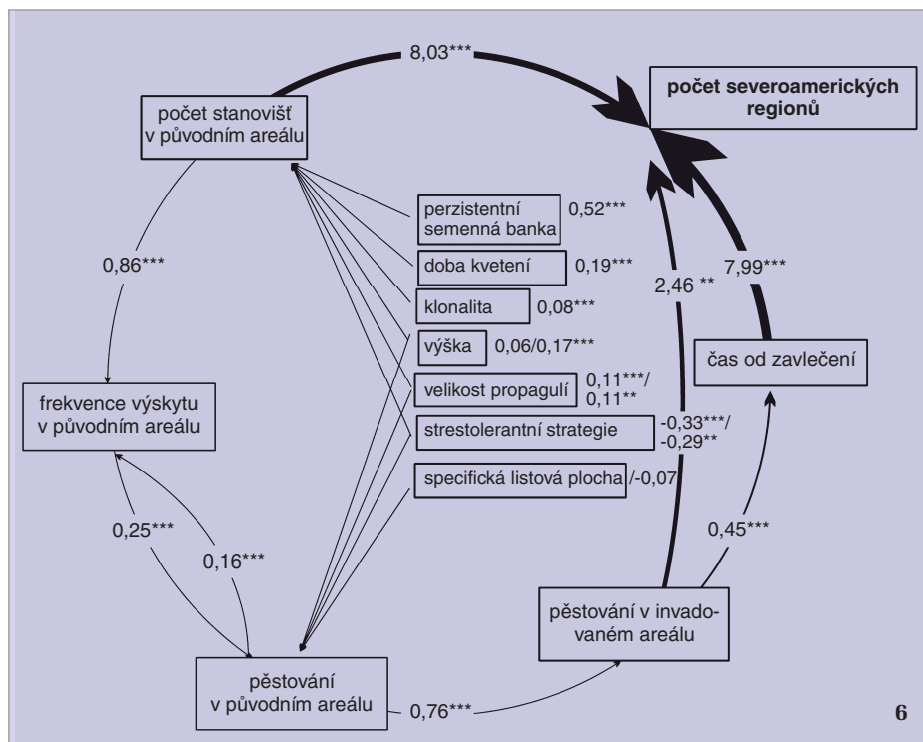 8,03***
počet severoamerických
regionů
počet stanovišť
v původním areálu
perzistentní
semenná banka
0,52***
doba kvetení
0,19***
klonalita
0,08***
výška
0,06/0,17***
velikost propagulí
0,11***/
0,11**
strestolerantní strategie
-0,33***/
-0,29**
specifická listová plocha
/-0,07
0,86***
2,46 **
7,99***
čas od zavlečení
frekvence výskytu
v původním areálu
0,25***
0,16***
0,45***
pěstování v invado-
vaném areálu
pěstování
v původním areálu
0,76***
6